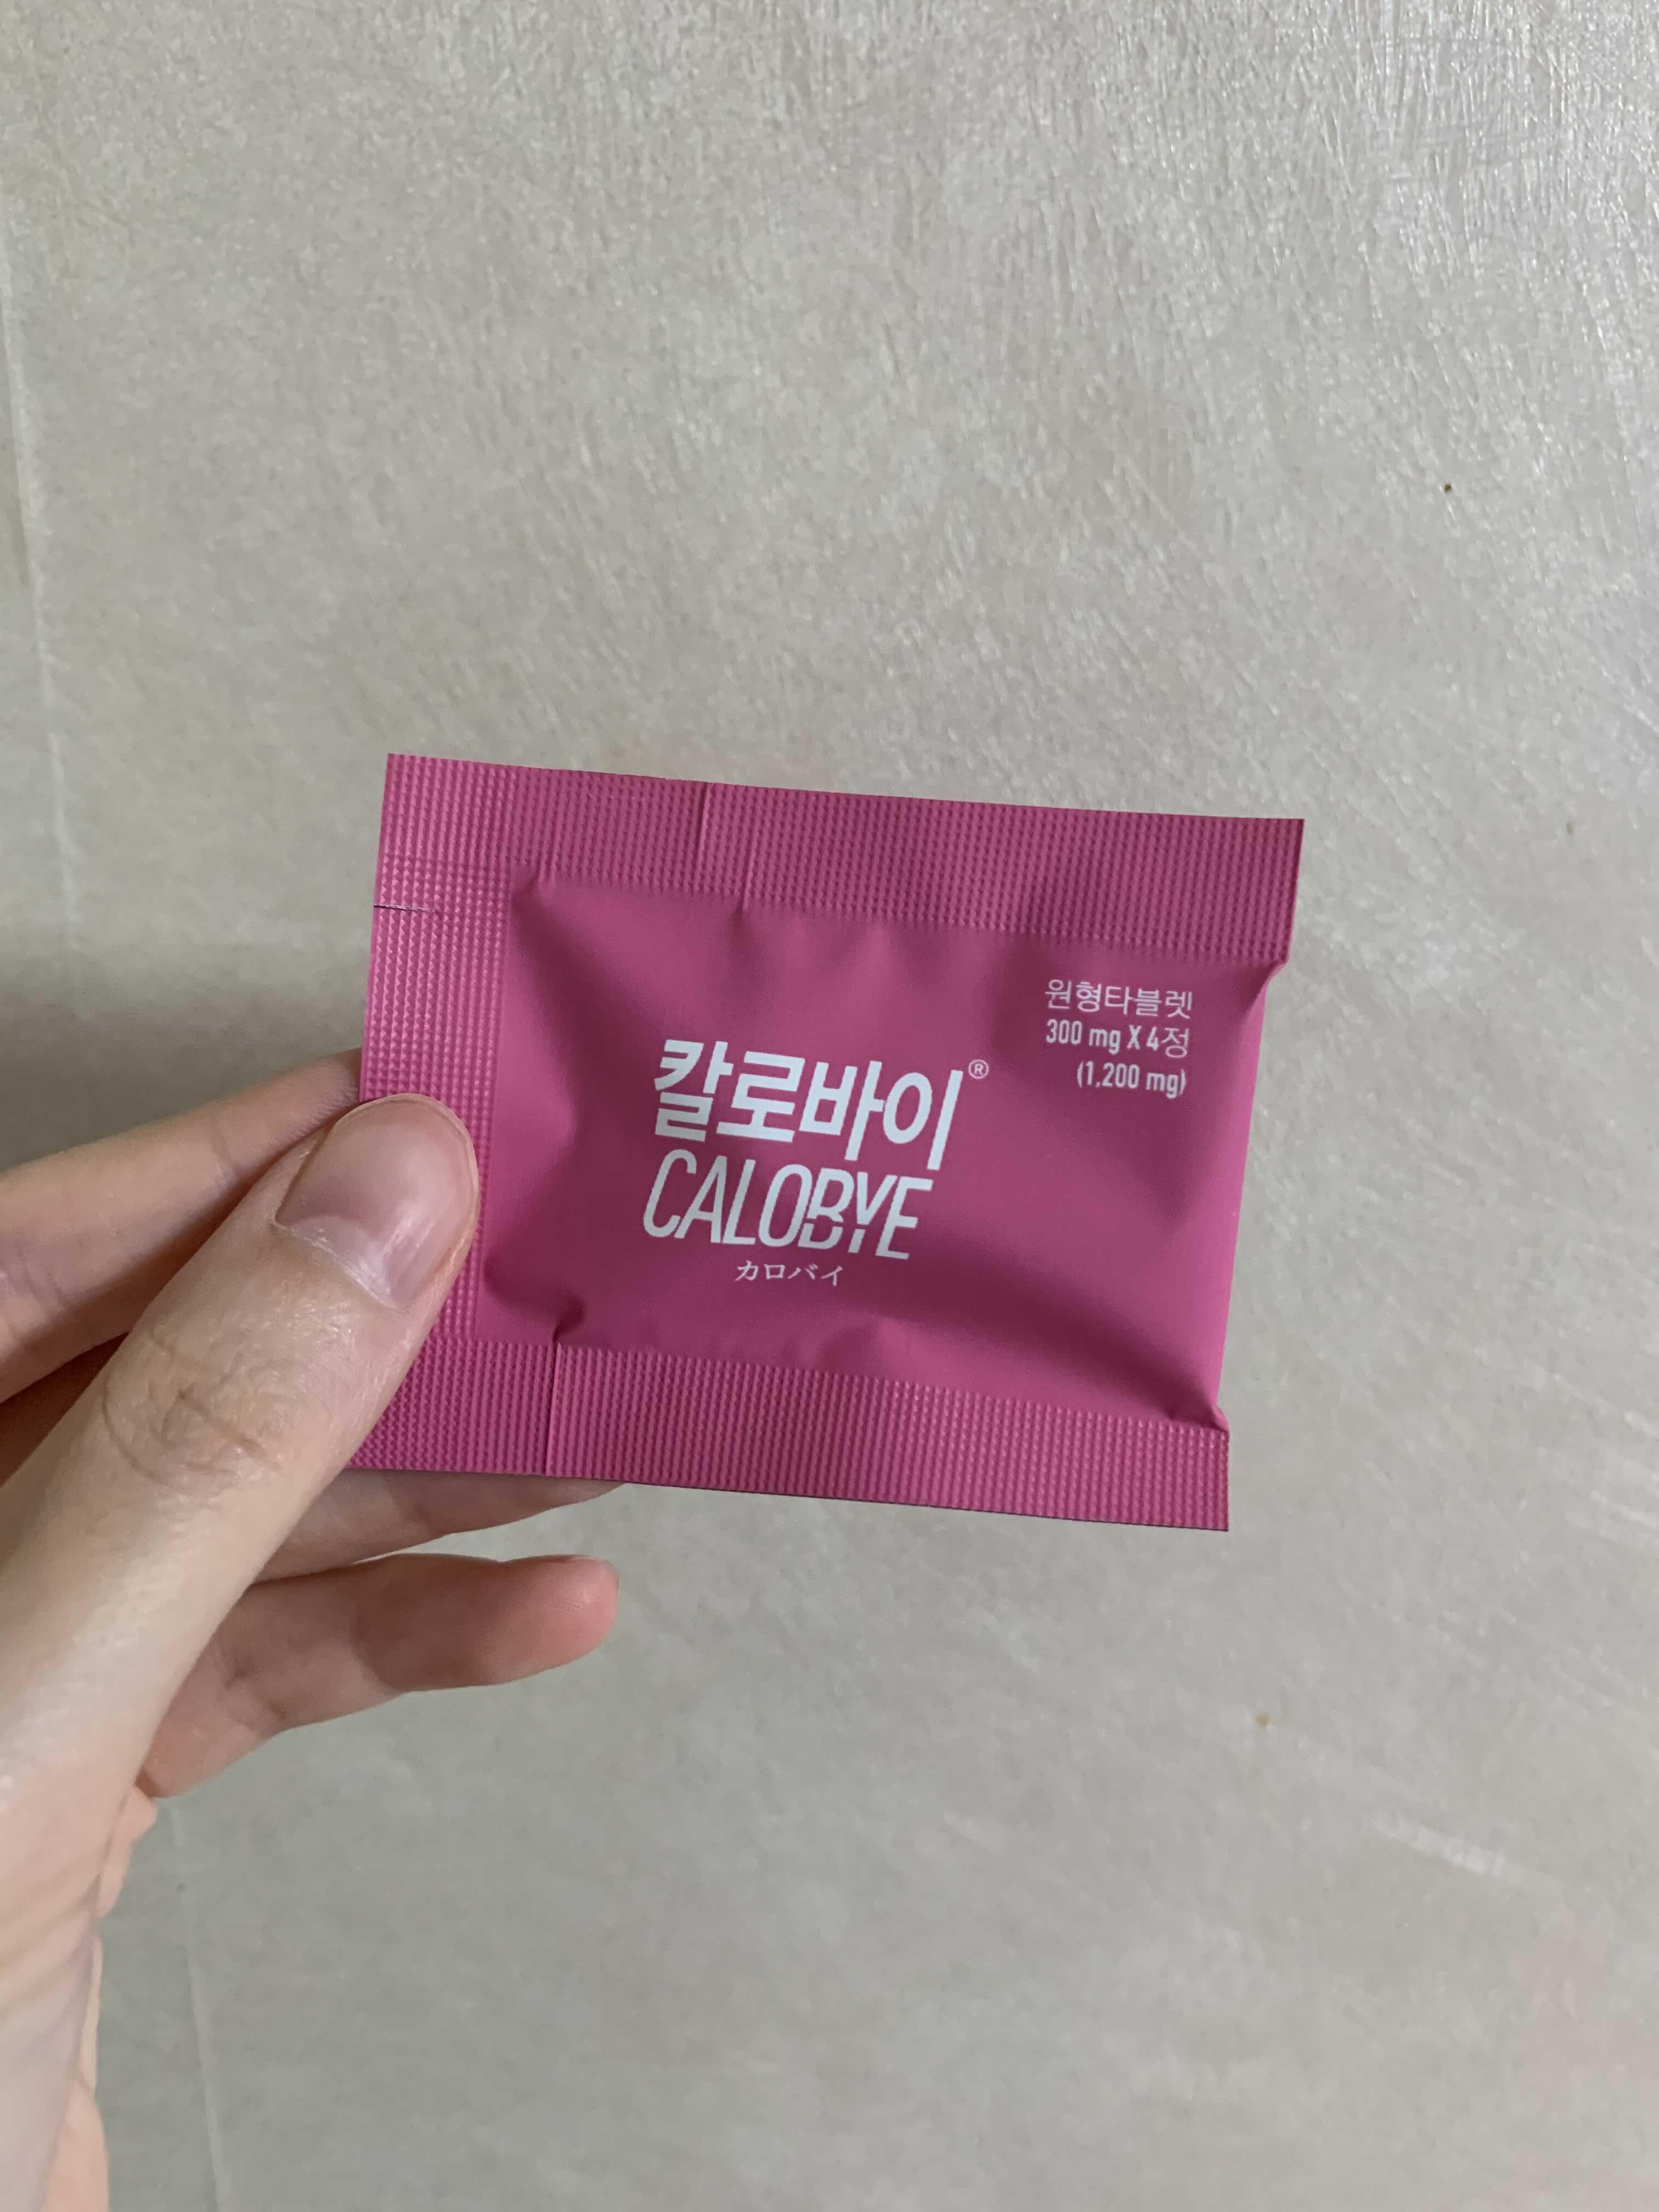 원형타블렛
300 mg X 4정
(1,200 mg)
칼로바이®
CALOBYE
カロバイ